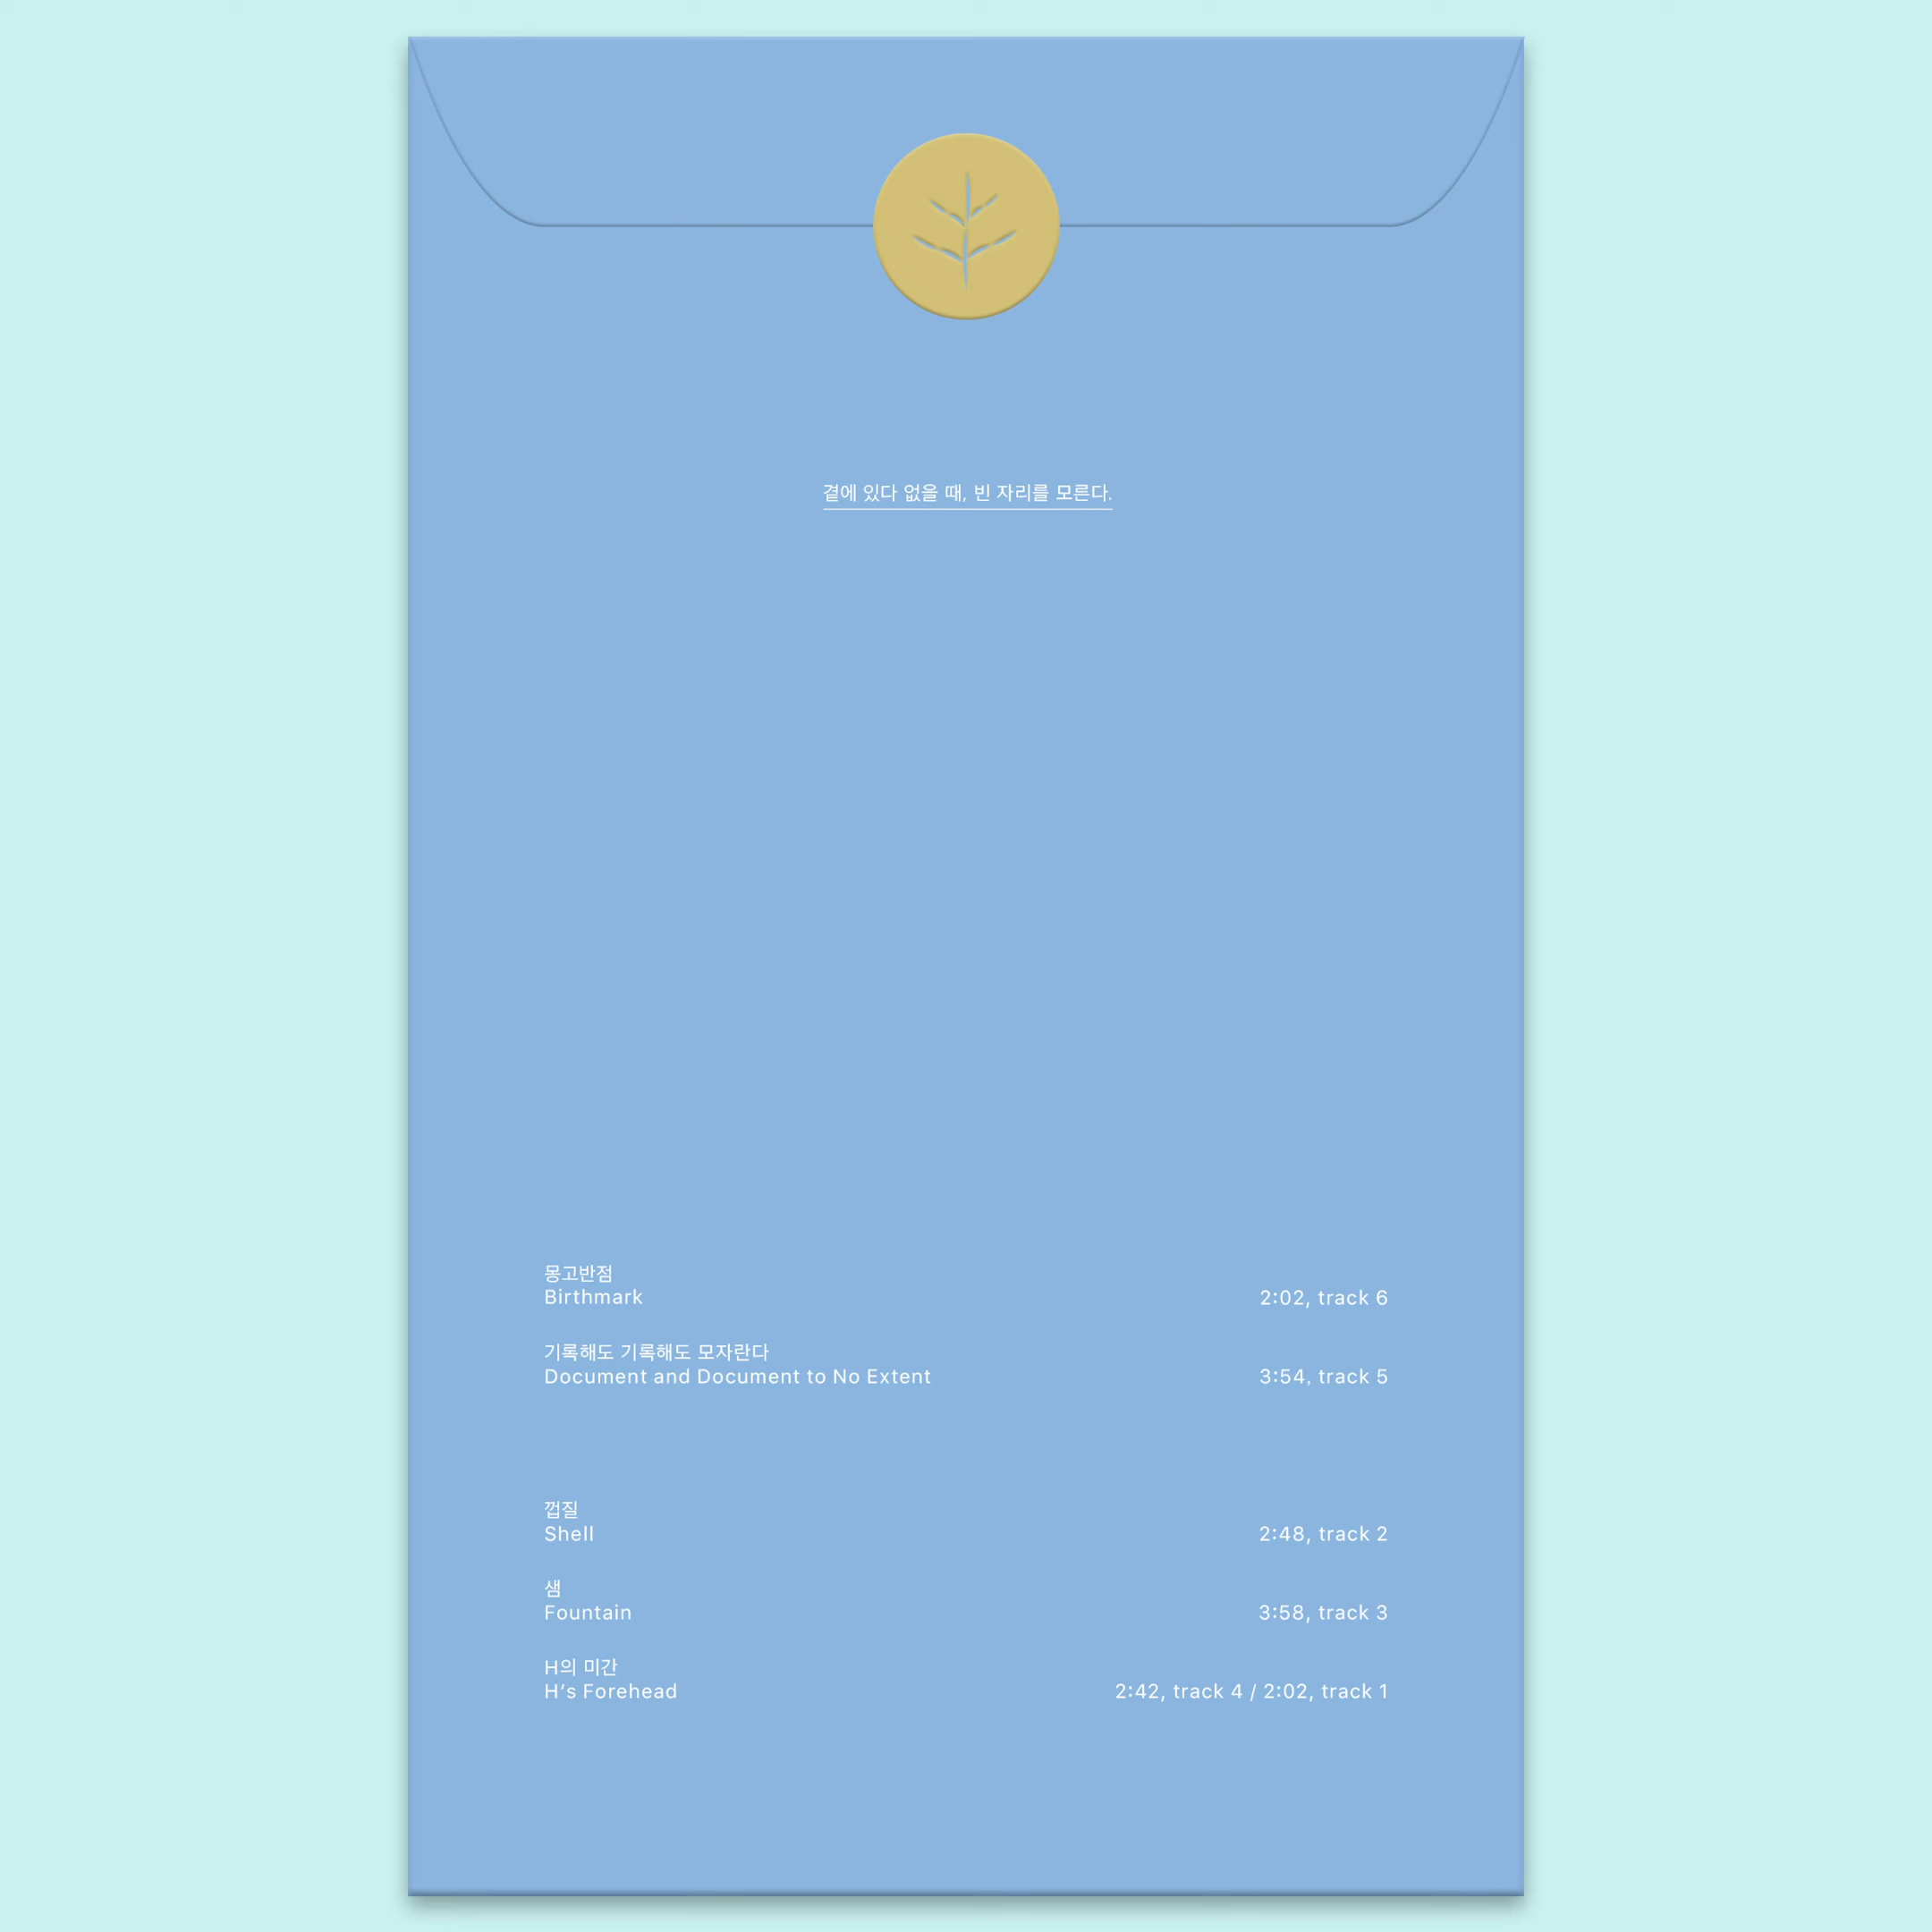 곁에 있다 없을 때, 빈 자리를 모른다.
몽고반점
Birthmark 2:02, track 6
기록해도 기록해도 모자란다
Document and Document to No Extent 3:54, track 5
껍질
Shell 2:48, track 2
샘
Fountain 3:58, track 3
H의 미간
H’s Forehead 2:42, track 4 / 2:02, track 1